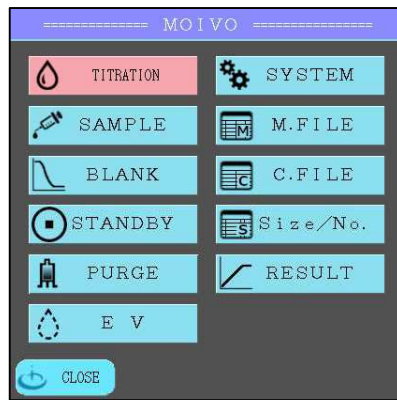 ============== MOIVO ==============
TITRATION
SYSTEM
SAMPLE
M
M.FILE
BLANK
C
C.FILE
STANDBY
S
Size/No.
PURGE
RESULT
E V
CLOSE